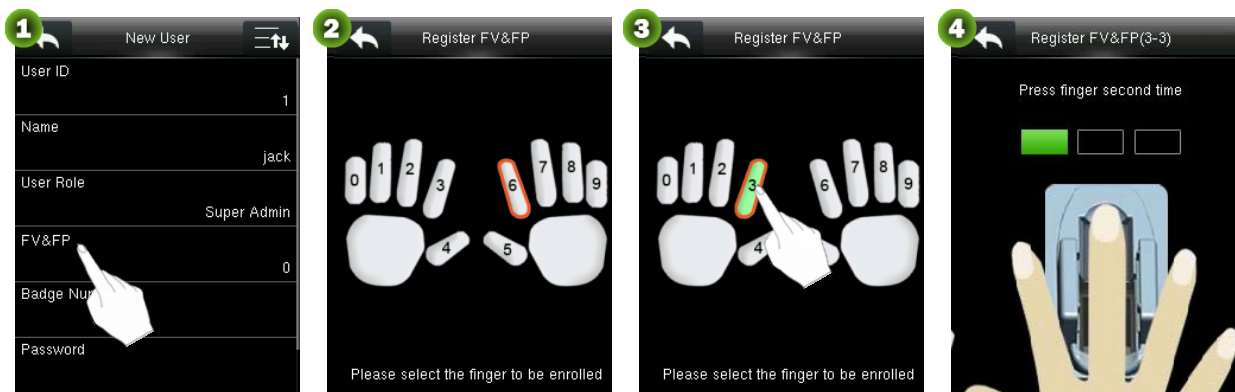 1
New User
User ID
1
Name
jack
User Role
Super Admin
FV&FP
0
Badge Nu
Password
2
Register FV&FP
0 1 2 3 4 5 6 7 8 9
Please select the finger to be enrolled
3
Register FV&FP
0 1 2 3 4 6 7 8 9
Please select the finger to be enrolled
4
Register FV&FP(3-3)
Press finger second time